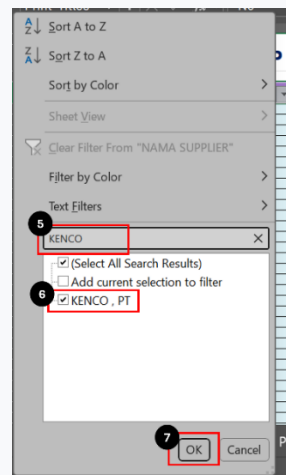 Sort A to Z
Sort Z to A
Sort by Color
Sheet View
Clear Filter From "NAMA SUPPLIER"
Filter by Color
Text Filters
5
KENCO
(Select All Search Results)
Add current selection to filter
6
KENCO , PT
7
OK
Cancel